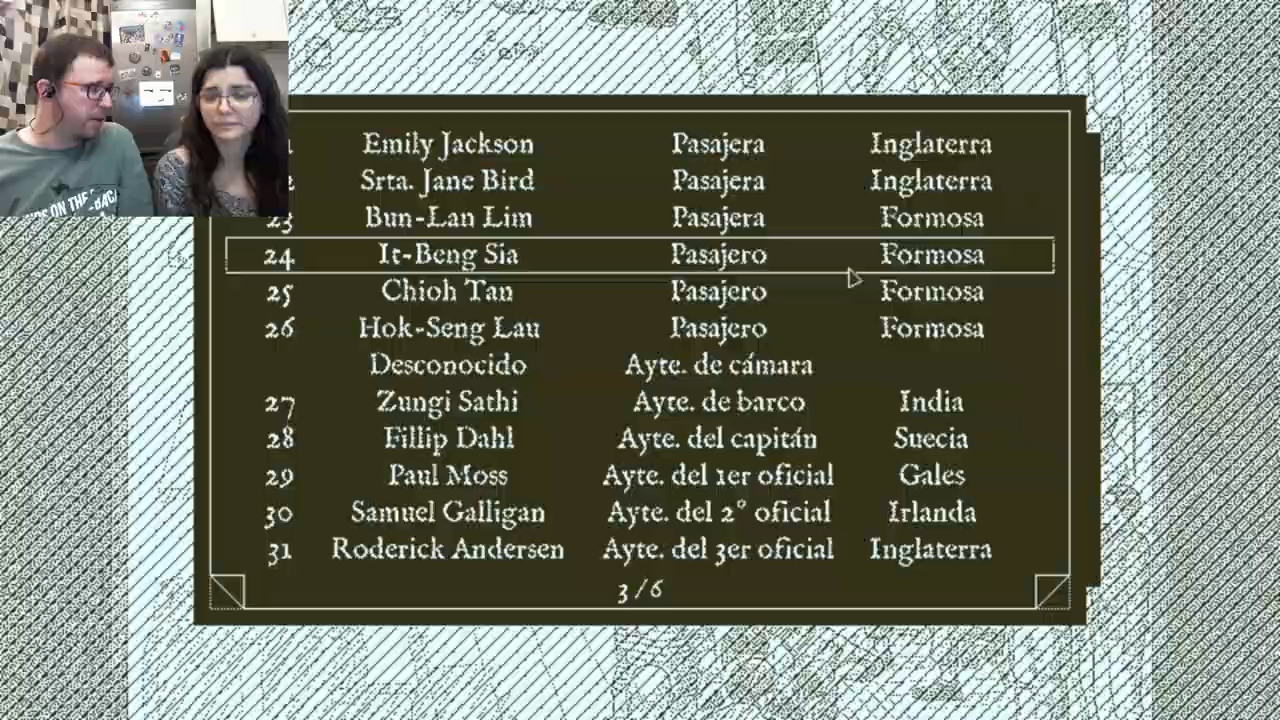 Emily Jackson Pasajera Inglaterra
Srta. Jane Bird Pasajera Inglaterra
23 Bun-Lan Lim Pasajera Formosa
24 It-Beng Sia Pasajero Formosa
25 Chioh Tan Pasajero Formosa
26 Hok-Seng Lau Pasajero Formosa
Desconocido Ayte. de cámara
27 Zungi Sathi Ayte. de barco India
28 Fillip Dahl Ayte. del capitán Suecia
29 Paul Moss Ayte. del 1er oficial Gales
30 Samuel Galligan Ayte. del 2º oficial Irlanda
31 Roderick Andersen Ayte. del 3er oficial Inglaterra
3/6
ON THE